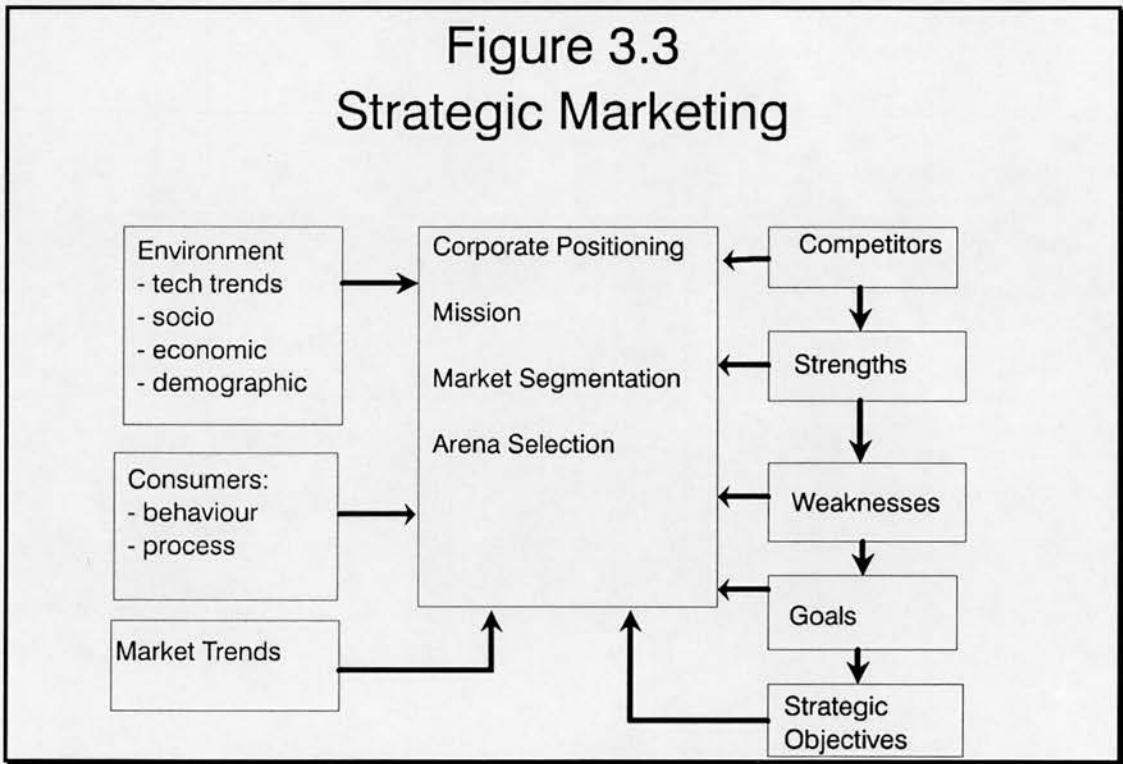 Figure 3.3
Strategic Marketing
Environment
- tech trends
- socio
- economic
- demographic
Consumers:
- behaviour
- process
Market Trends
Corporate Positioning
Mission
Market Segmentation
Arena Selection
Competitors
Strengths
Weaknesses
Goals
Strategic
Objectives